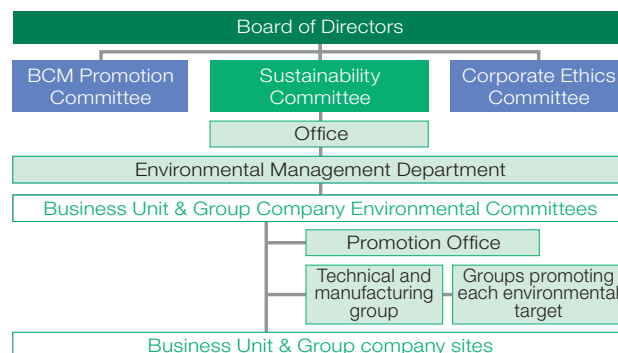 Board of Directors
BCM Promotion
Committee
Sustainability
Committee
Corporate Ethics
Committee
Office
Environmental Management Department
Business Unit & Group Company Environmental Committees
Promotion Office
Technical and
manufacturing
group
Groups promoting
each environmental
target
Business Unit & Group company sites